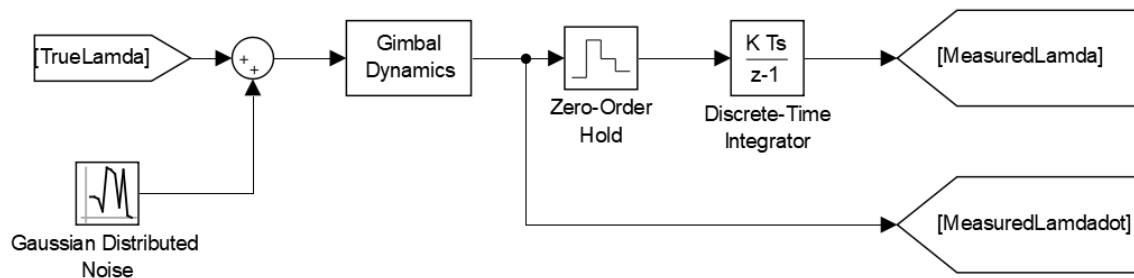 [TrueLamda]
+
+
Gimbal
Dynamics
Zero-Order
Hold
K Ts
z-1
Discrete-Time
Integrator
[MeasuredLamda]
Gaussian Distributed
Noise
[MeasuredLamdadot]